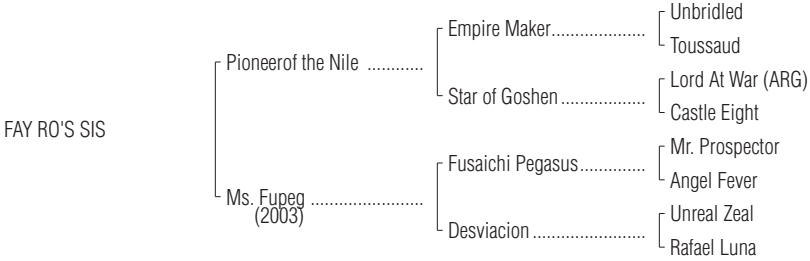 Unbridled
Empire Maker.....................
Toussaud
Pioneerof the Nile ............
Lord At War (ARG)
Star of Goshen...................
Castle Eight
FAY RO'S SIS
Mr. Prospector
Fusaichi Pegasus...............
Angel Fever
Ms. Fupeg ........................
(2003)
Unreal Zeal
Desviacion .........................
Rafael Luna